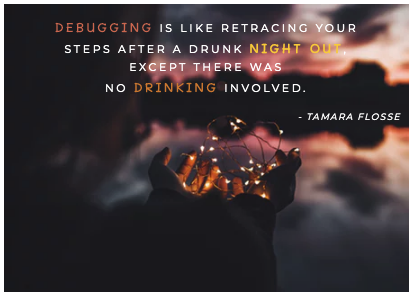 DEBUGGING IS LIKE RETRACING YOUR
STEPS AFTER A DRUNK NIGHT OUT,
EXCEPT THERE WAS
NO DRINKING INVOLVED.
- TAMARA FLOSSE